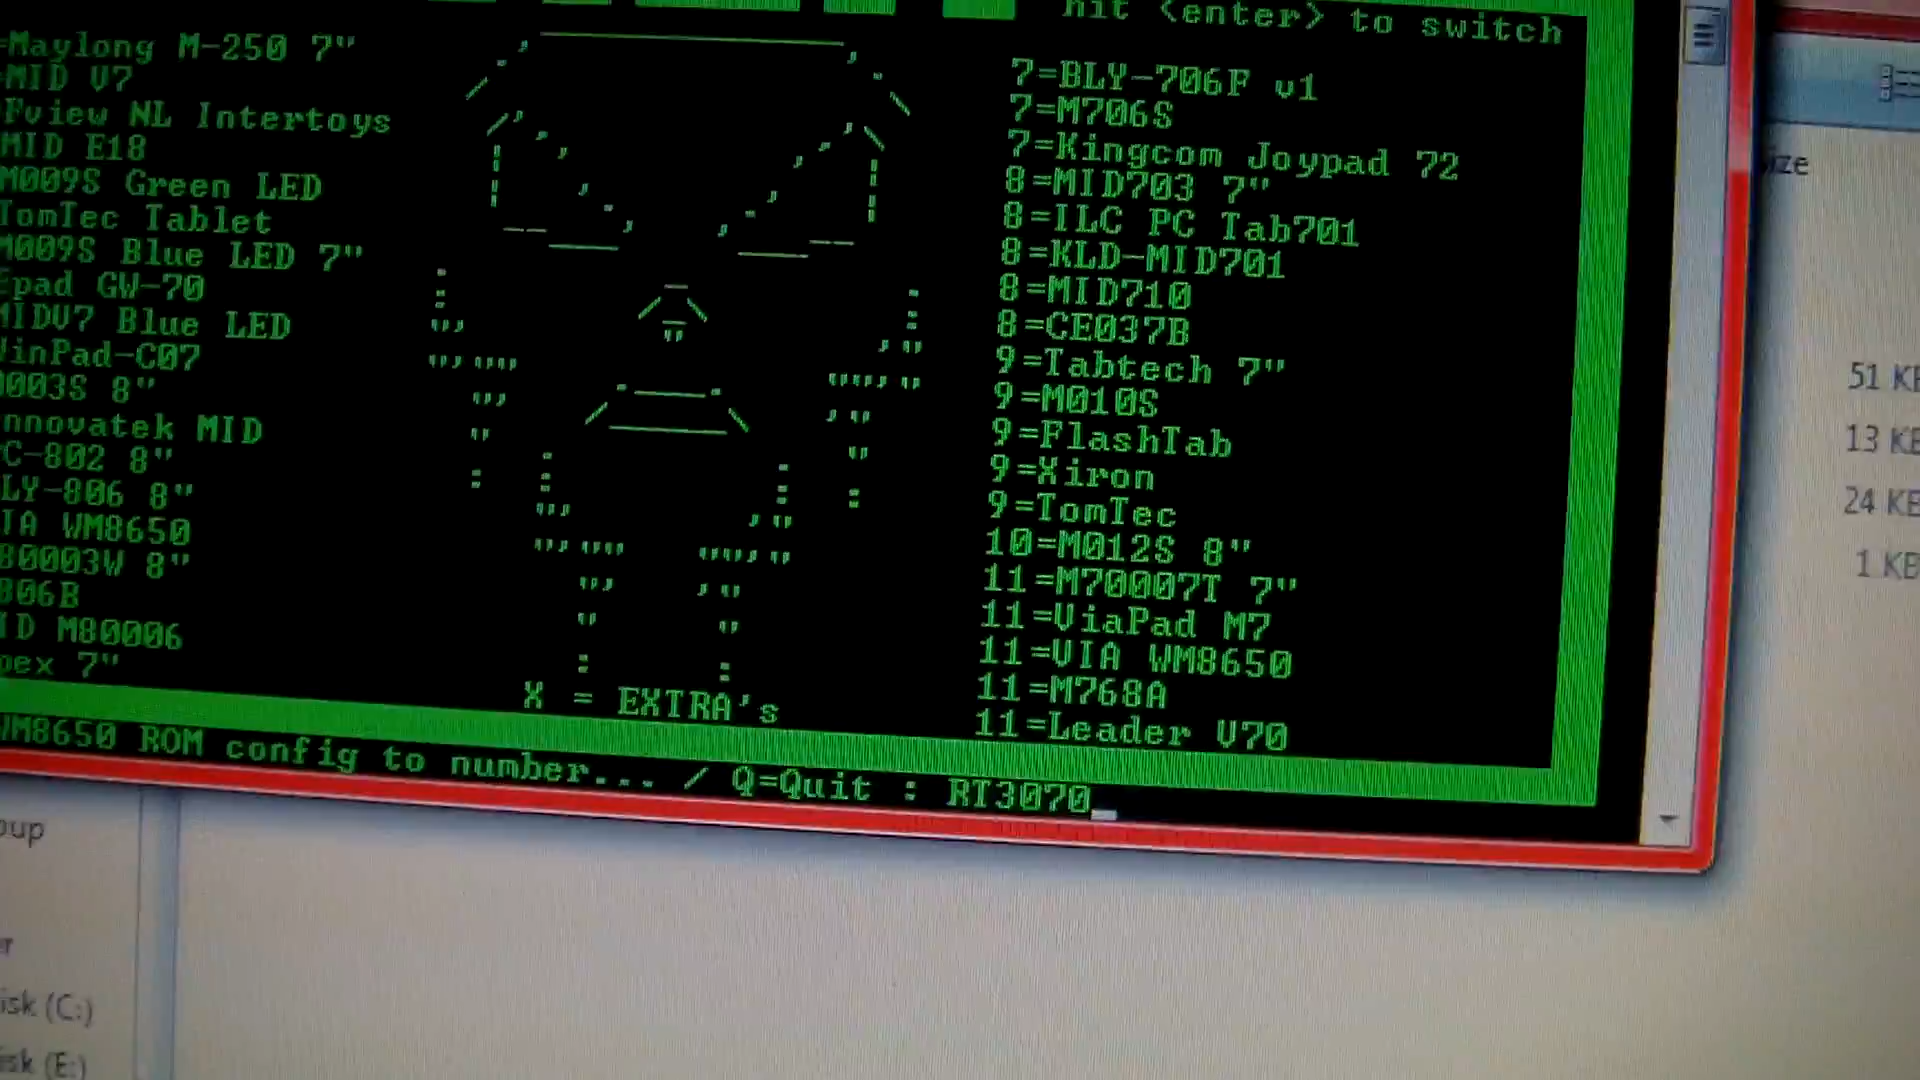 hit <enter> to switch
=Maylong M-250 7"
=MID V7
=Fview NL Intertoys
MID E18
M009S Green LED
TomTec Tablet
M009S Blue LED 7"
Epad GW-70
MIDV7 Blue LED
WinPad-C07
0003S 8"
nnovatek MID
C-802 8"
LY-806 8"
IA WM8650
80003W 8"
806B
ID M80006
pex 7"
X = EXTRA's
7=BLY-706F v1
7=M706S
7=Kingcom Joypad 72
8=MID703 7"
8=ILC PC Tab701
8=KLD-MID701
8=MID710
8=CE037B
9=Tabtech 7"
9=M010S
9=FlashTab
9=Xiron
9=TomTec
10=M012S 8"
11=M70007T 7"
11=ViaPad M7
11=VIA WM8650
11=M768A
11=Leader V70
WM8650 ROM config to number... / Q=Quit : RT3070
ize
51 KB
13 KB
24 KB
1 KB
oup
er
isk (C:)
isk (E:)